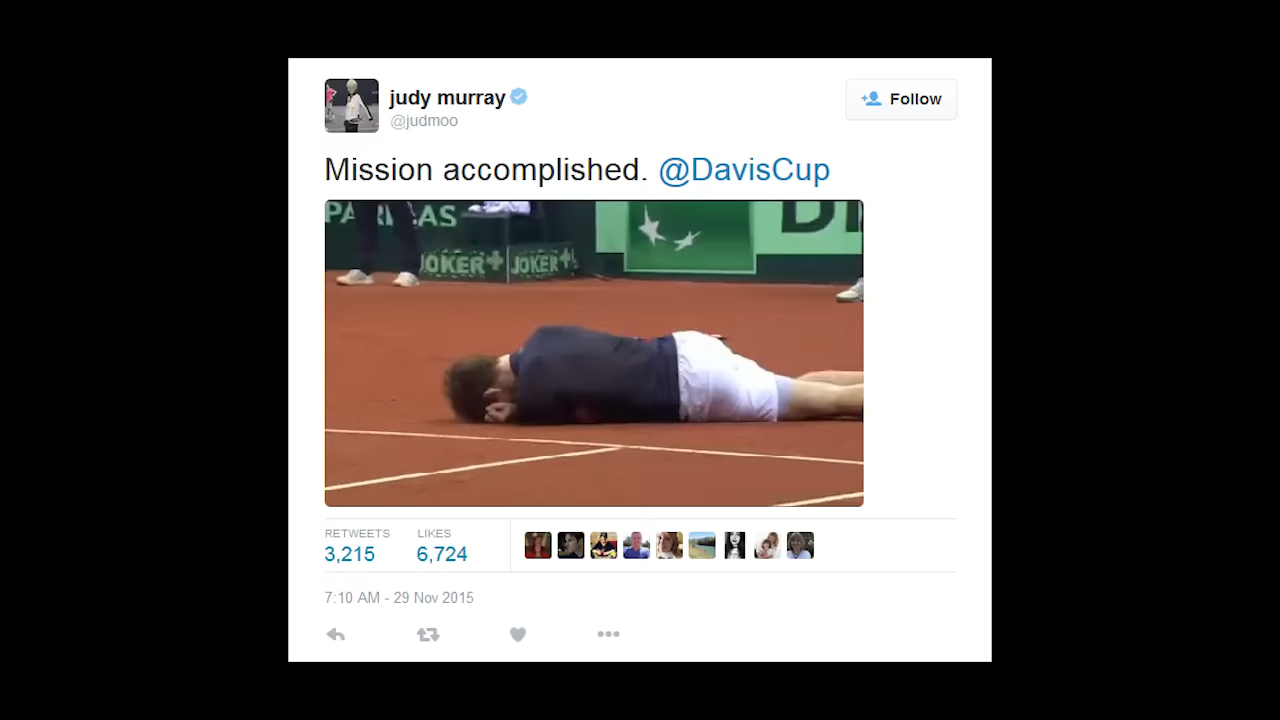 judy murray
@judmoo
Follow
Mission accomplished. @DavisCup
JOKER+ JOKER+
RETWEETS LIKES
3,215 6,724
7:10 AM - 29 Nov 2015